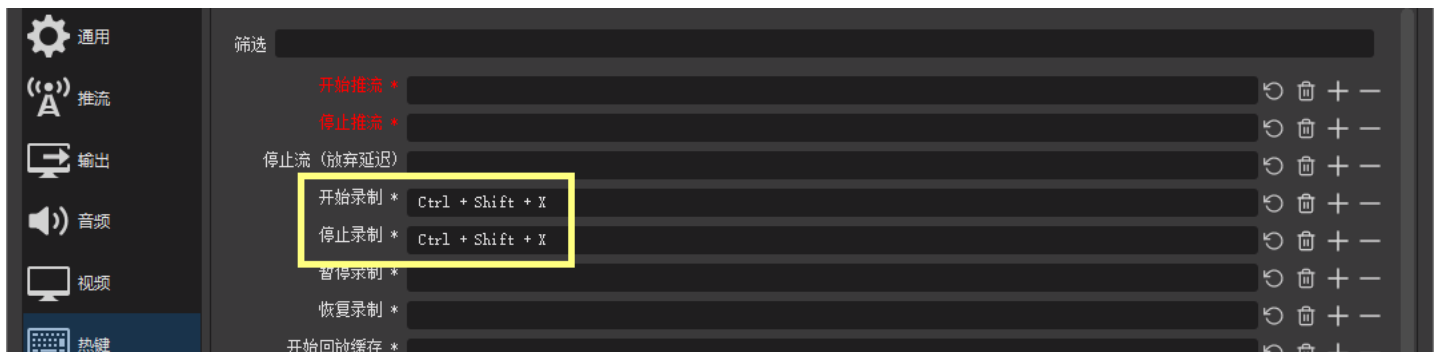 通用
筛选
开始推流 *
推流
停止推流 *
输出
停止流（放弃延迟）
开始录制 * Ctrl + Shift + X
音频
停止录制 * Ctrl + Shift + X
视频
暂停录制 *
恢复录制 *
热键
开始回放缓存 *